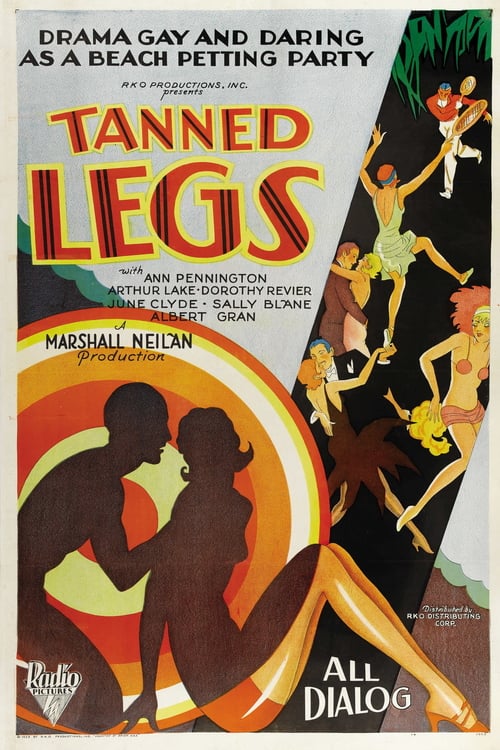 DRAMA GAY AND DARING
AS A BEACH PETTING PARTY
RKO PRODUCTIONS, INC.
presents
TANNED
LEGS
with
ANN PENNINGTON
ARTHUR LAKE · DOROTHY REVIER
JUNE CLYDE · SALLY BLANE
ALBERT GRAN
A
MARSHALL NEILAN
Production
Distributed by
RKO DISTRIBUTING
CORP.
ALL
DIALOG
Radio
PICTURES